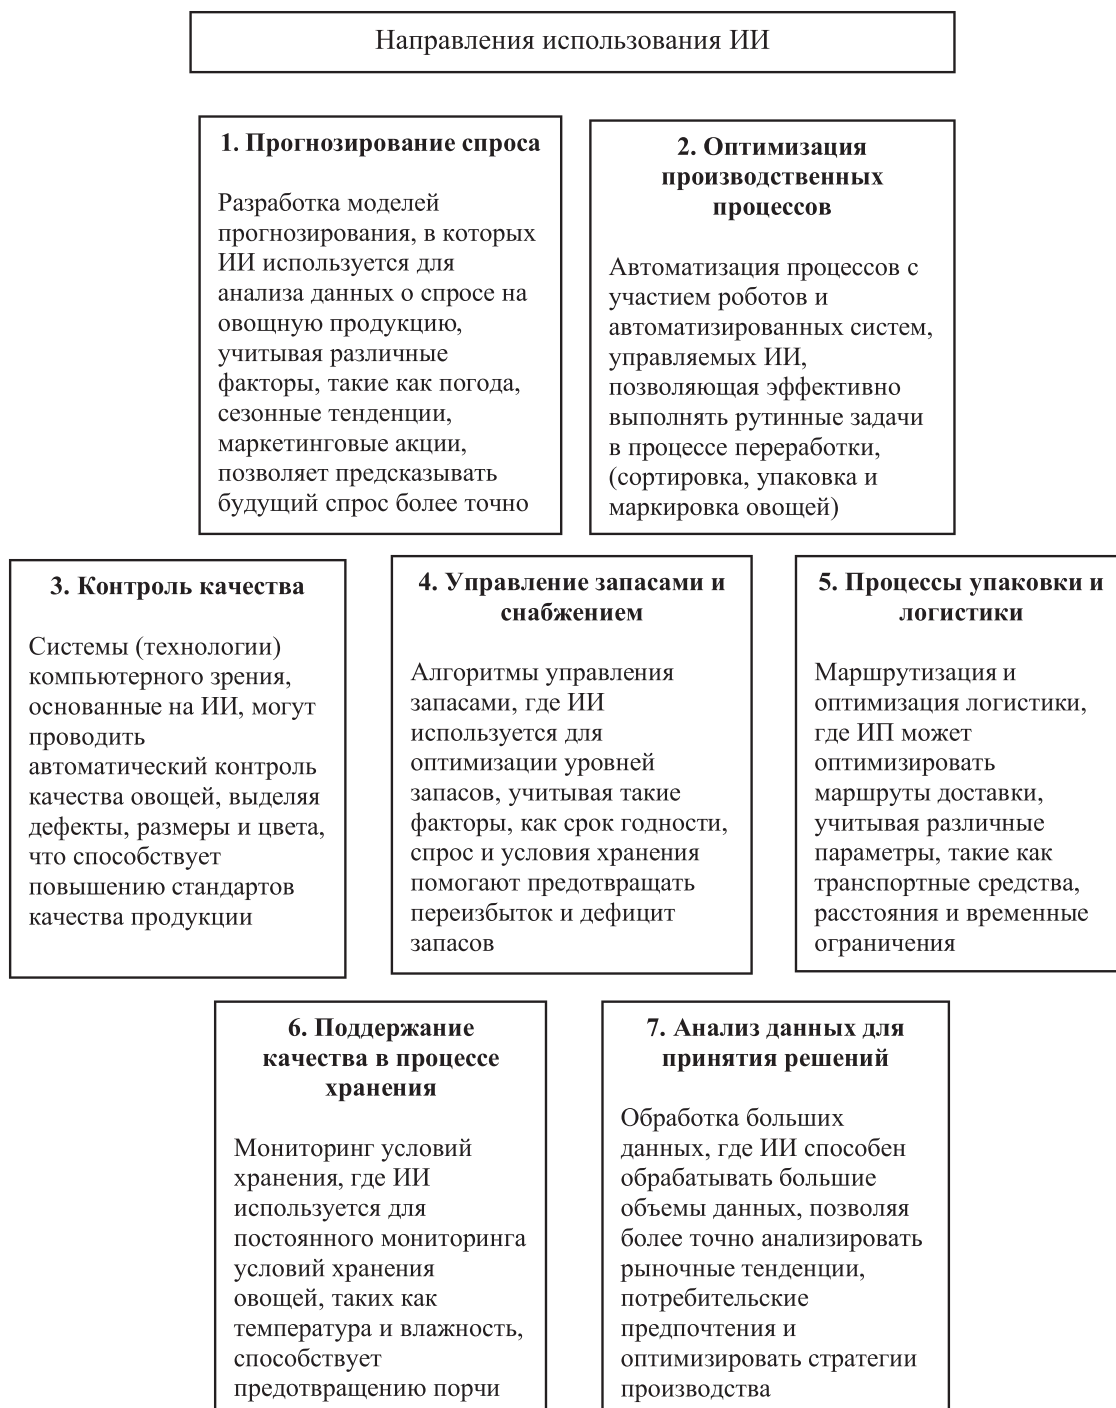 Направления использования ИИ
1. Прогнозирование спроса
Разработка моделей
прогнозирования, в которых
ИИ используется для
анализа данных о спросе на
овощную продукцию,
учитывая различные
факторы, такие как погода,
сезонные тенденции,
маркетинговые акции,
позволяет предсказывать
будущий спрос более точно
2. Оптимизация
производственных
процессов
Автоматизация процессов с
участием роботов и
автоматизированных систем,
управляемых ИИ,
позволяющая эффективно
выполнять рутинные задачи
в процессе переработки,
(сортировка, упаковка и
маркировка овощей)
3. Контроль качества
Системы (технологии)
компьютерного зрения,
основанные на ИИ, могут
проводить
автоматический контроль
качества овощей, выделяя
дефекты, размеры и цвета,
что способствует
повышению стандартов
качества продукции
4. Управление запасами и
снабжением
Алгоритмы управления
запасами, где ИИ
используется для
оптимизации уровней
запасов, учитывая такие
факторы, как срок годности,
спрос и условия хранения
помогают предотвращать
переизбыток и дефицит
запасов
5. Процессы упаковки и
логистики
Маршрутизация и
оптимизация логистики,
где ИП может
оптимизировать
маршруты доставки,
учитывая различные
параметры, такие как
транспортные средства,
расстояния и временные
ограничения
6. Поддержание
качества в процессе
хранения
Мониторинг условий
хранения, где ИИ
используется для
постоянного мониторинга
условий хранения
овощей, таких как
температура и влажность,
способствует
предотвращению порчи
7. Анализ данных для
принятия решений
Обработка больших
данных, где ИИ способен
обрабатывать большие
объемы данных, позволяя
более точно анализировать
рыночные тенденции,
потребительские
предпочтения и
оптимизировать стратегии
производства